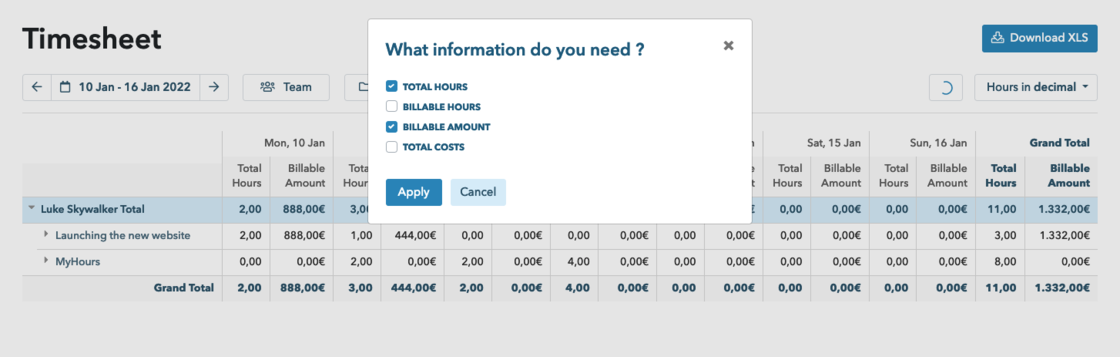 Timesheet
Download XLS
10 Jan - 16 Jan 2022
Team
Hours in decimal
What information do you need ?
TOTAL HOURS
BILLABLE HOURS
BILLABLE AMOUNT
TOTAL COSTS
Apply Cancel
Mon, 10 Jan Sat, 15 Jan Sun, 16 Jan Grand Total
Total Billable Total Total Billable Total Billable Total Billable
Hours Amount Hours Amount Hours Amount Hours Amount
Luke Skywalker Total 2,00 888,00€ 0,00 0,00€ 0,00 0,00€ 11,00 1.332,00€
Launching the new website 2,00 888,00€ 1,00 444,00€ 0,00 0,00€ 0,00 0,00€ 0,00 0,00€ 0,00 0,00€ 0,00 0,00€ 3,00 1.332,00€
MyHours 0,00 0,00€ 2,00 0,00€ 2,00 0,00€ 4,00 0,00€ 0,00 0,00€ 0,00 0,00€ 0,00 0,00€ 8,00 0,00€
Grand Total 2,00 888,00€ 3,00 444,00€ 2,00 0,00€ 4,00 0,00€ 0,00 0,00€ 0,00 0,00€ 0,00 0,00€ 11,00 1.332,00€